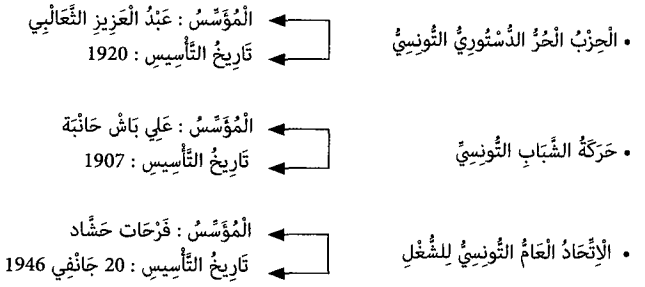 • الْحِزْبُ الْحُرُّ الدُّسْتُورِيُّ التُّونِسِيُّ
الْمُؤَسِّسُ : عَبْدُ الْعَزِيزِ الثَّعَالْبِي
تَارِيخُ التَّأْسِيسِ : 1920
• حَرَكَةُ الشَّبَابِ التُّونِسِيِّ
الْمُؤَسِّسُ : عَلِي بَاشْ حَانْبَة
تَارِيخُ التَّأْسِيسِ : 1907
• الْاِتِّحَادُ الْعَامُّ التُّونِسِيُّ لِلشُّغْلِ
الْمُؤَسِّسُ : فَرْحَات حَشَّاد
تَارِيخُ التَّأْسِيسِ : 20 جَانْفِي 1946